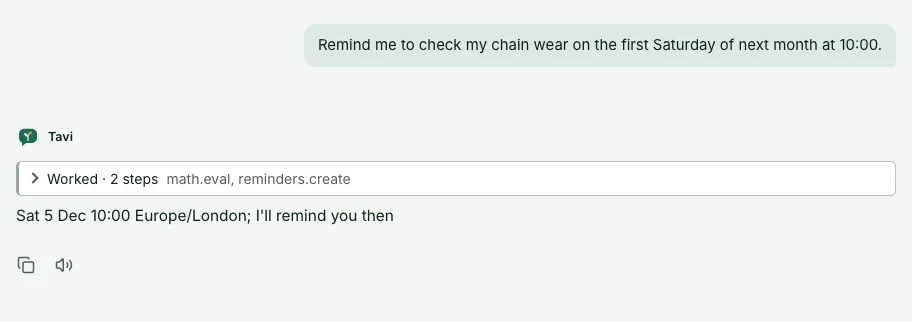 Remind me to check my chain wear on the first Saturday of next month at 10:00.
Tavi
Worked · 2 steps math.eval, reminders.create
Sat 5 Dec 10:00 Europe/London; I'll remind you then